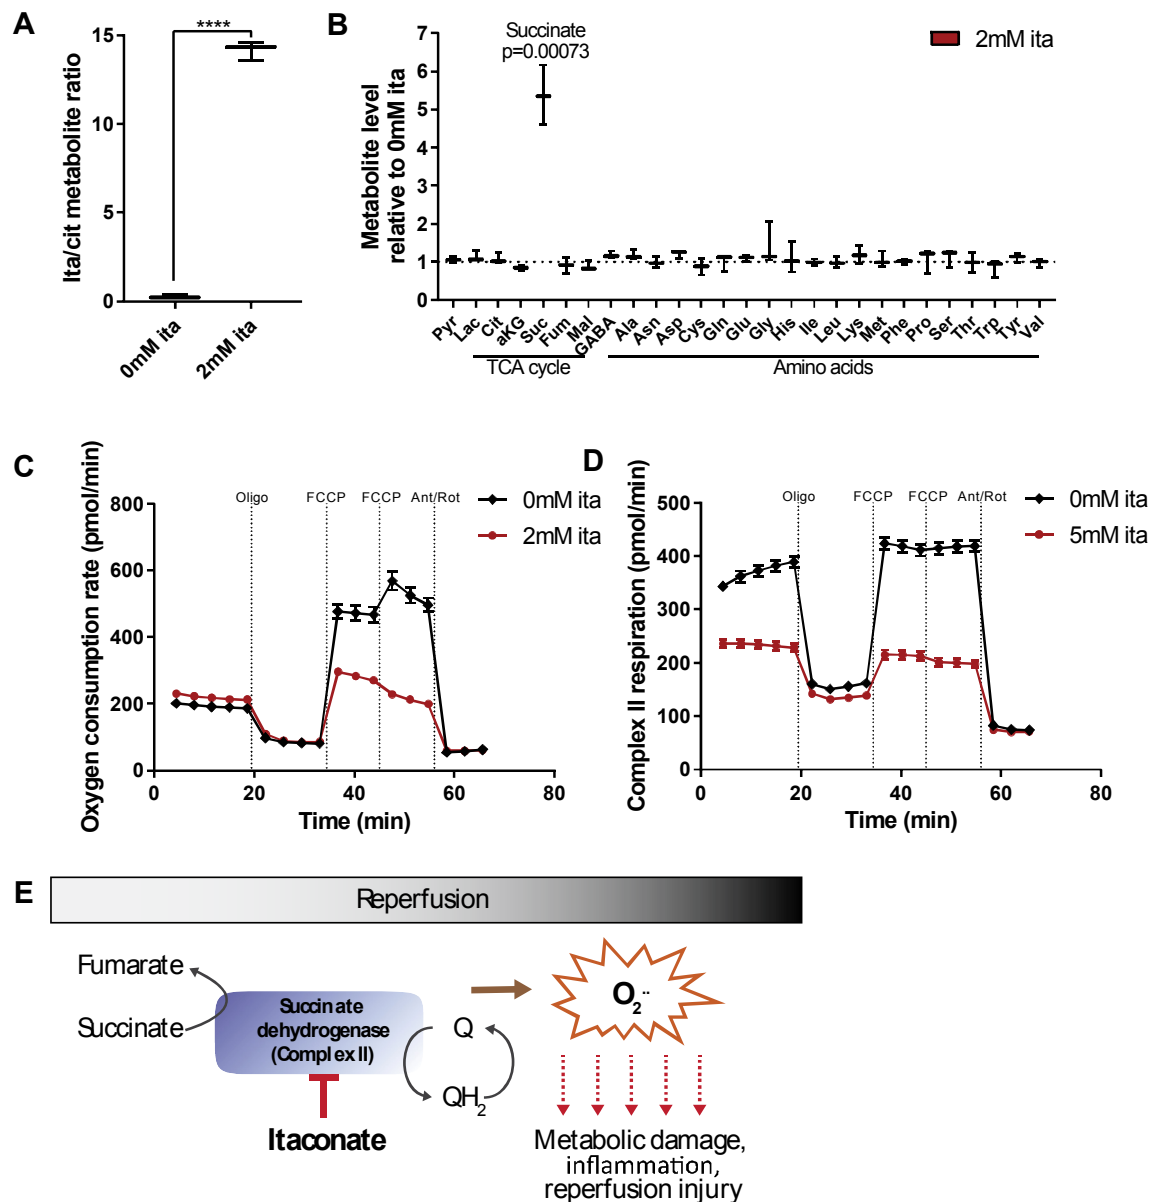 A
Ita/cit metabolite ratio
15
10
5
0
****
0mM ita
2mM ita
B
Metabolite level
relative to 0mM ita
7
6
5
4
3
2
1
0
Succinate
p=0.00073
2mM ita
Pyr
Lac
Cit
aKG
Suc
Fum
Mal
GABA
Ala
Asn
Asp
Cys
Gln
Glu
Gly
His
Ile
Leu
Lys
Met
Phe
Pro
Ser
Thr
Trp
Tyr
Val
TCA cycle
Amino acids
C
Oxygen consumption rate (pmol/min)
800
600
400
200
0
Oligo
FCCP
FCCP
Ant/Rot
0mM ita
2mM ita
0
20
40
60
80
Time (min)
D
Complex II respiration (pmol/min)
500
400
300
200
100
0
Oligo
FCCP
FCCP
Ant/Rot
0mM ita
5mM ita
0
20
40
60
80
Time (min)
E
Reperfusion
Fumarate
Succinate
Succinate
dehydrogenase
(Complex II)
Itaconate
Q
QH2
O2··
Metabolic damage,
inflammation,
reperfusion injury